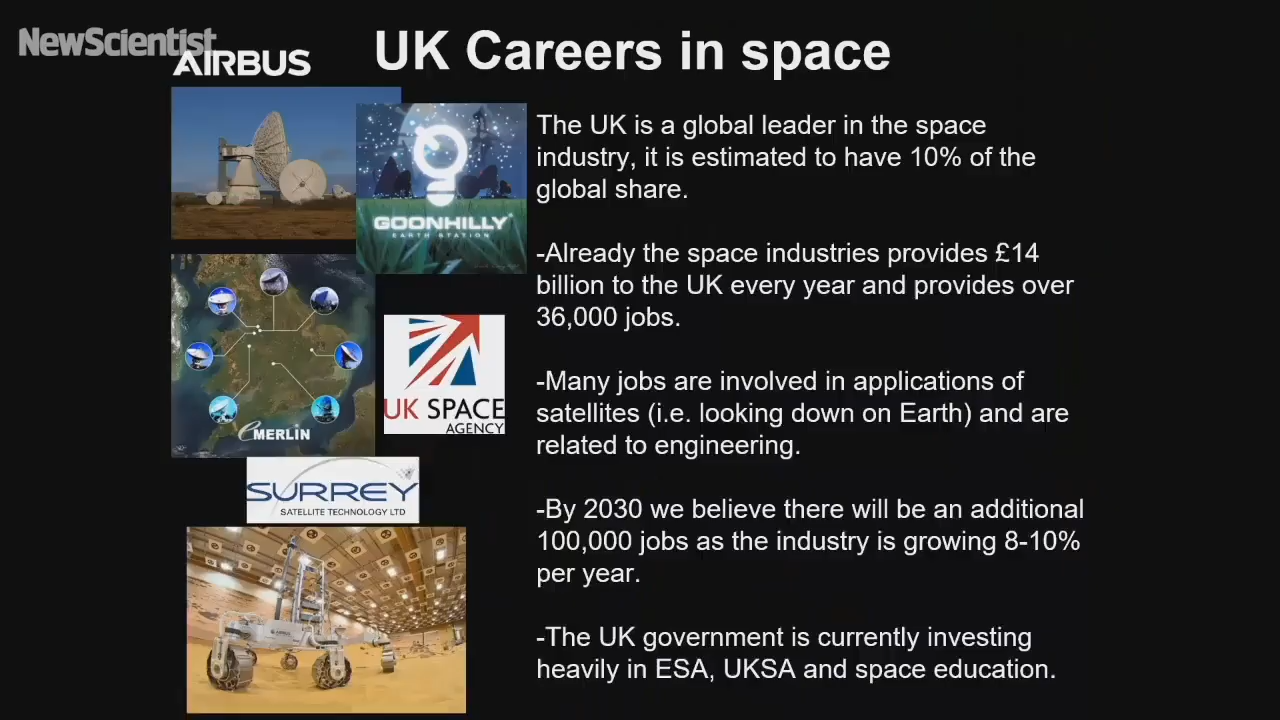 NewScientist
AIRBUS
UK Careers in space
The UK is a global leader in the space
industry, it is estimated to have 10% of the
global share.
GOONHILLY
EARTH STATION
-Already the space industries provides £14
billion to the UK every year and provides over
36,000 jobs.
-Many jobs are involved in applications of
satellites (i.e. looking down on Earth) and are
related to engineering.
eMERLIN
UK SPACE
AGENCY
SURREY
SATELLITE TECHNOLOGY LTD
-By 2030 we believe there will be an additional
100,000 jobs as the industry is growing 8-10%
per year.
-The UK government is currently investing
heavily in ESA, UKSA and space education.